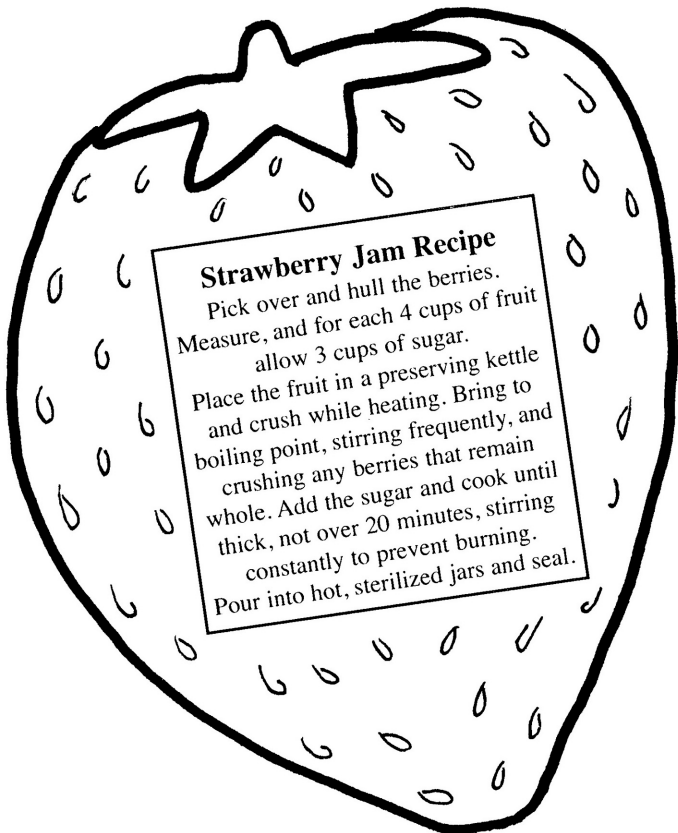 Strawberry Jam Recipe
Pick over and hull the berries.
Measure, and for each 4 cups of fruit
allow 3 cups of sugar.
Place the fruit in a preserving kettle
and crush while heating. Bring to
boiling point, stirring frequently, and
crushing any berries that remain
whole. Add the sugar and cook until
thick, not over 20 minutes, stirring
constantly to prevent burning.
Pour into hot, sterilized jars and seal.